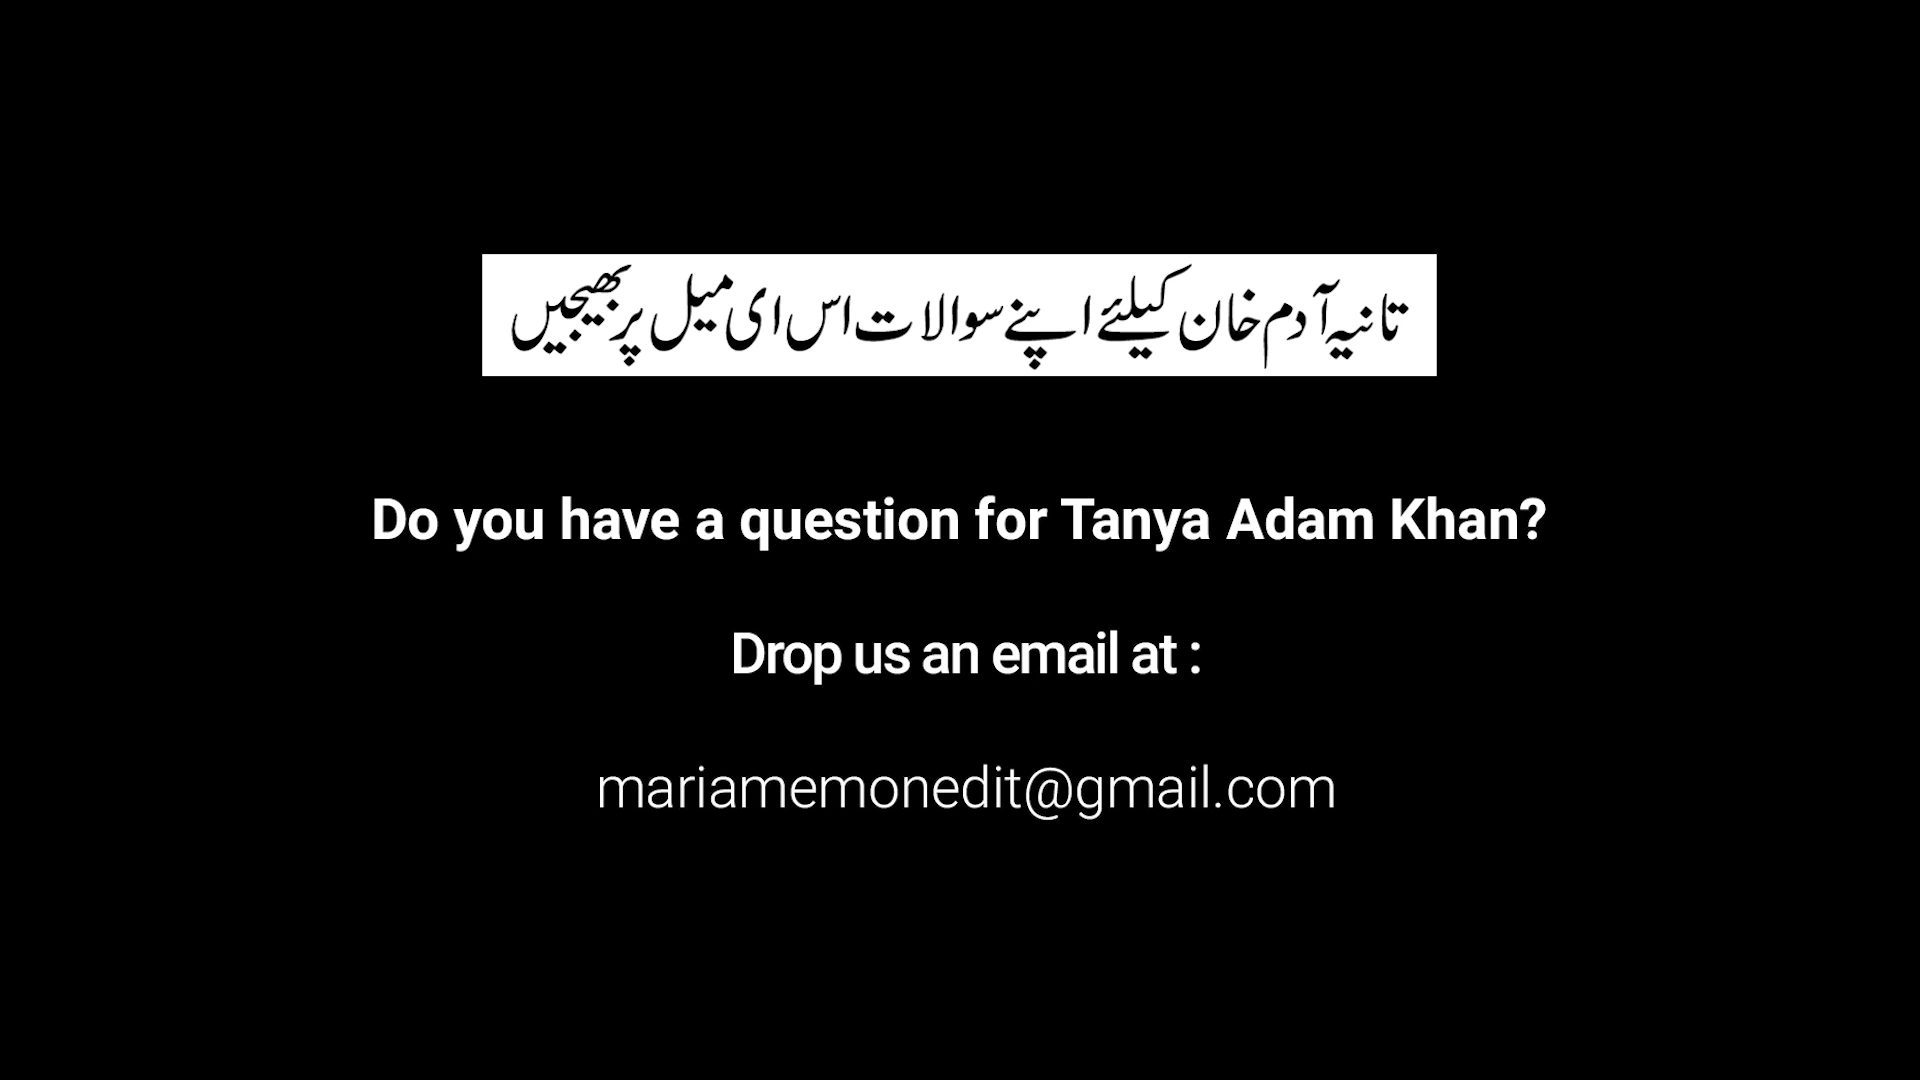 تانیہ آدم خان کیلئے اپنے سوالات اس ای میل پر بھیجیں
Do you have a question for Tanya Adam Khan?
Drop us an email at :
mariamemonedit@gmail.com